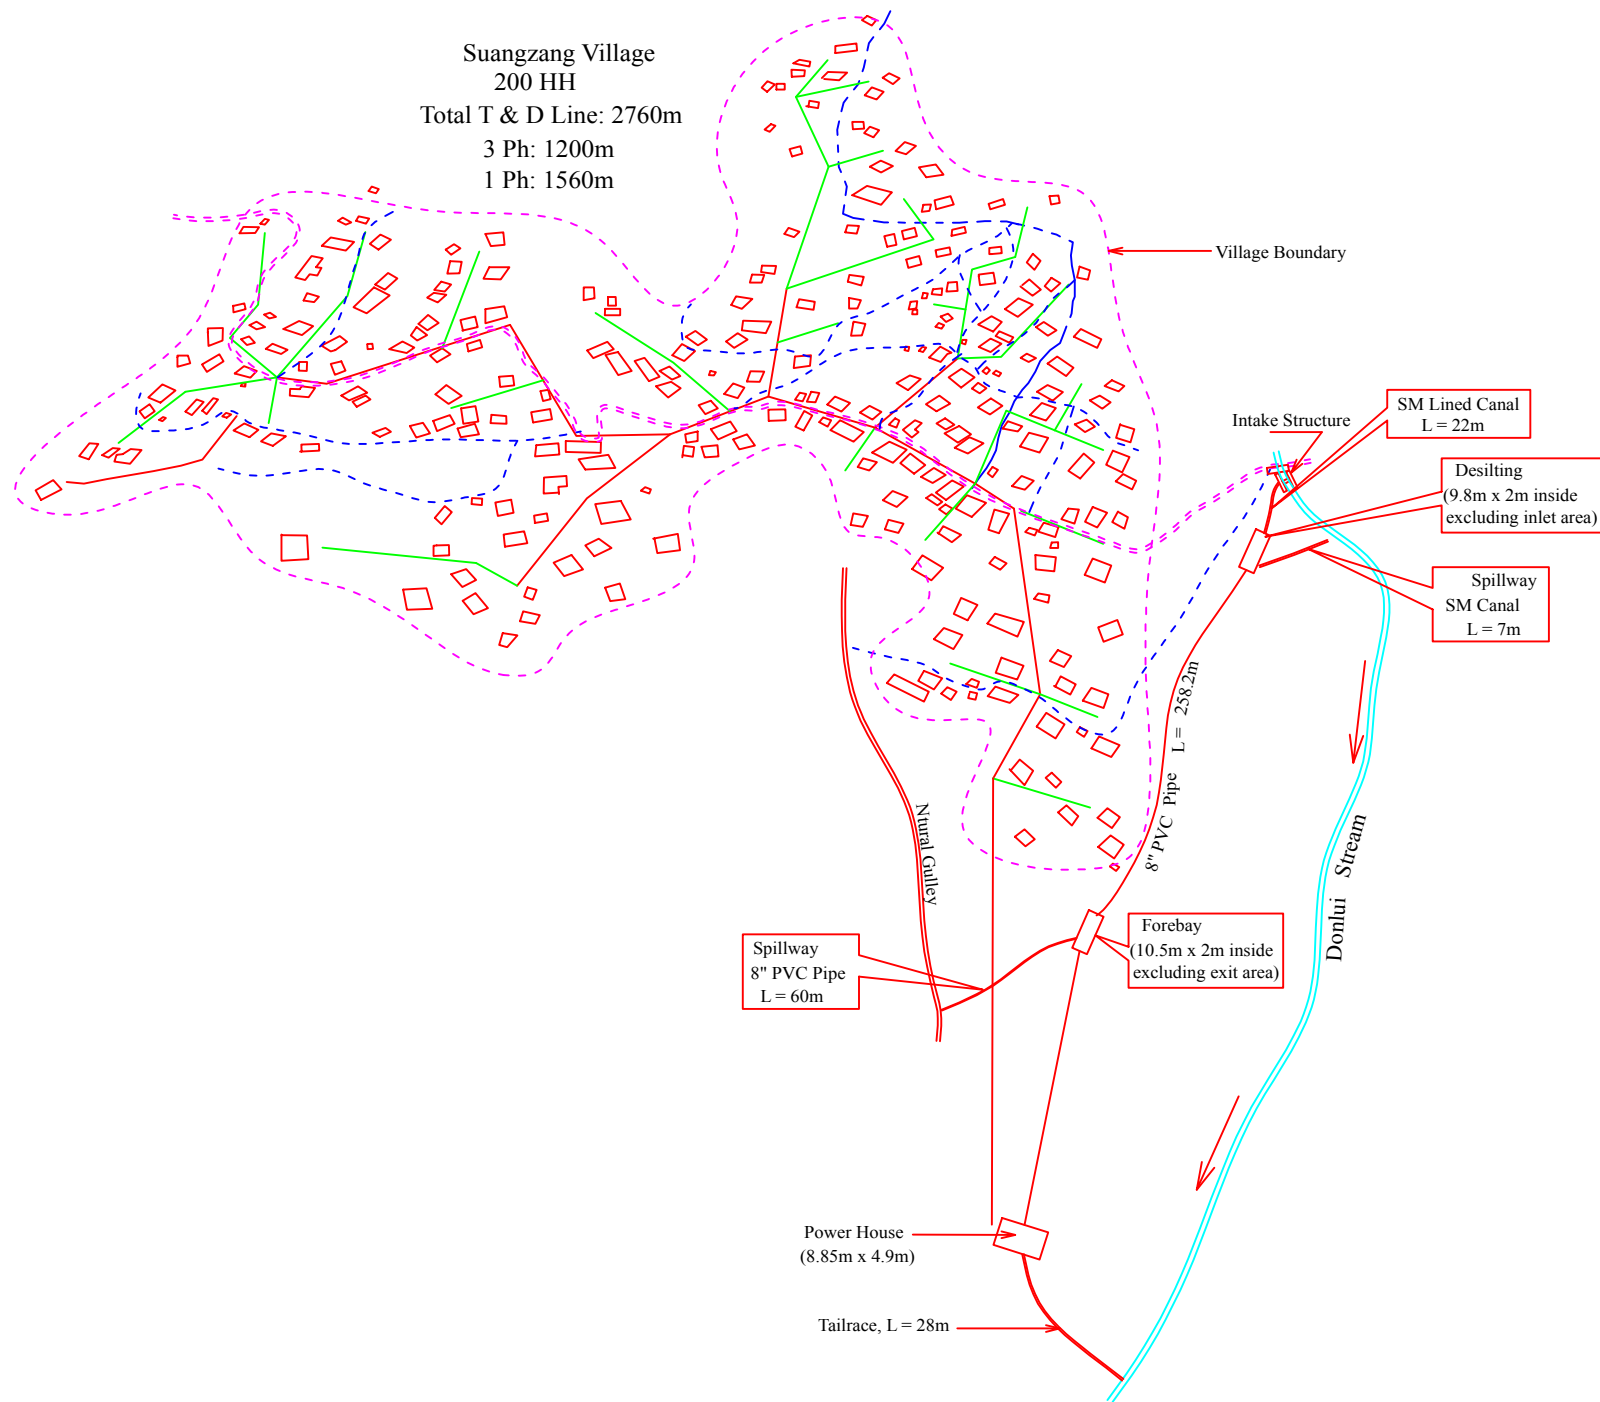 Suangzang Village
200 HH
Total T & D Line: 2760m
3 Ph: 1200m
1 Ph: 1560m
Village Boundary
Intake Structure
SM Lined Canal
L = 22m
Desilting
(9.8m x 2m inside
excluding inlet area)
Spillway
SM Canal
L = 7m
8" PVC Pipe L = 258.2m
Ntural Gulley
Donlui Stream
Spillway
8" PVC Pipe
L = 60m
Forebay
(10.5m x 2m inside
excluding exit area)
Power House
(8.85m x 4.9m)
Tailrace, L = 28m